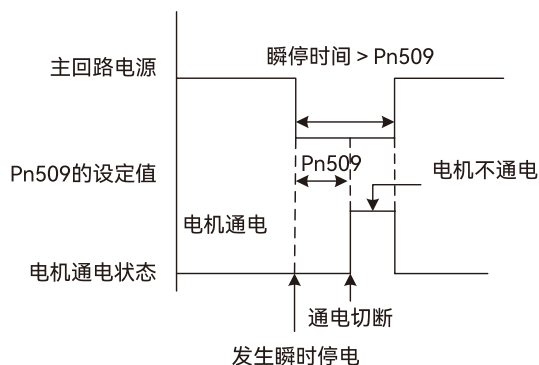 瞬停时间 > Pn509
主回路电源
Pn509
Pn509的设定值
电机不通电
电机通电
电机通电状态
通电切断
发生瞬时停电